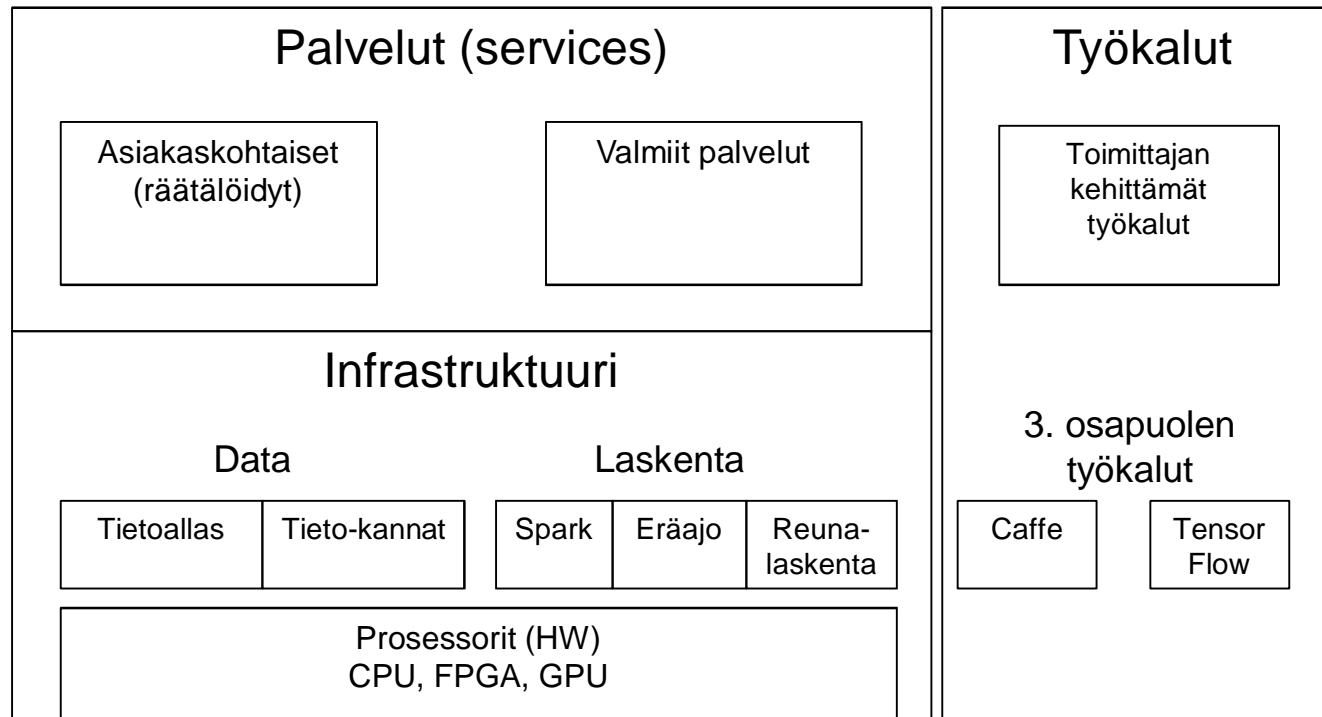 Palvelut (services)
Asiakaskohtaiset
(räätälöidyt)
Valmiit palvelut
Infrastruktuuri
Data
Laskenta
Tietoallas
Tieto-kannat
Spark
Eräajo
Reuna-
laskenta
Prosessorit (HW)
CPU, FPGA, GPU
Työkalut
Toimittajan
kehittämät
työkalut
3. osapuolen
työkalut
Caffe
Tensor
Flow